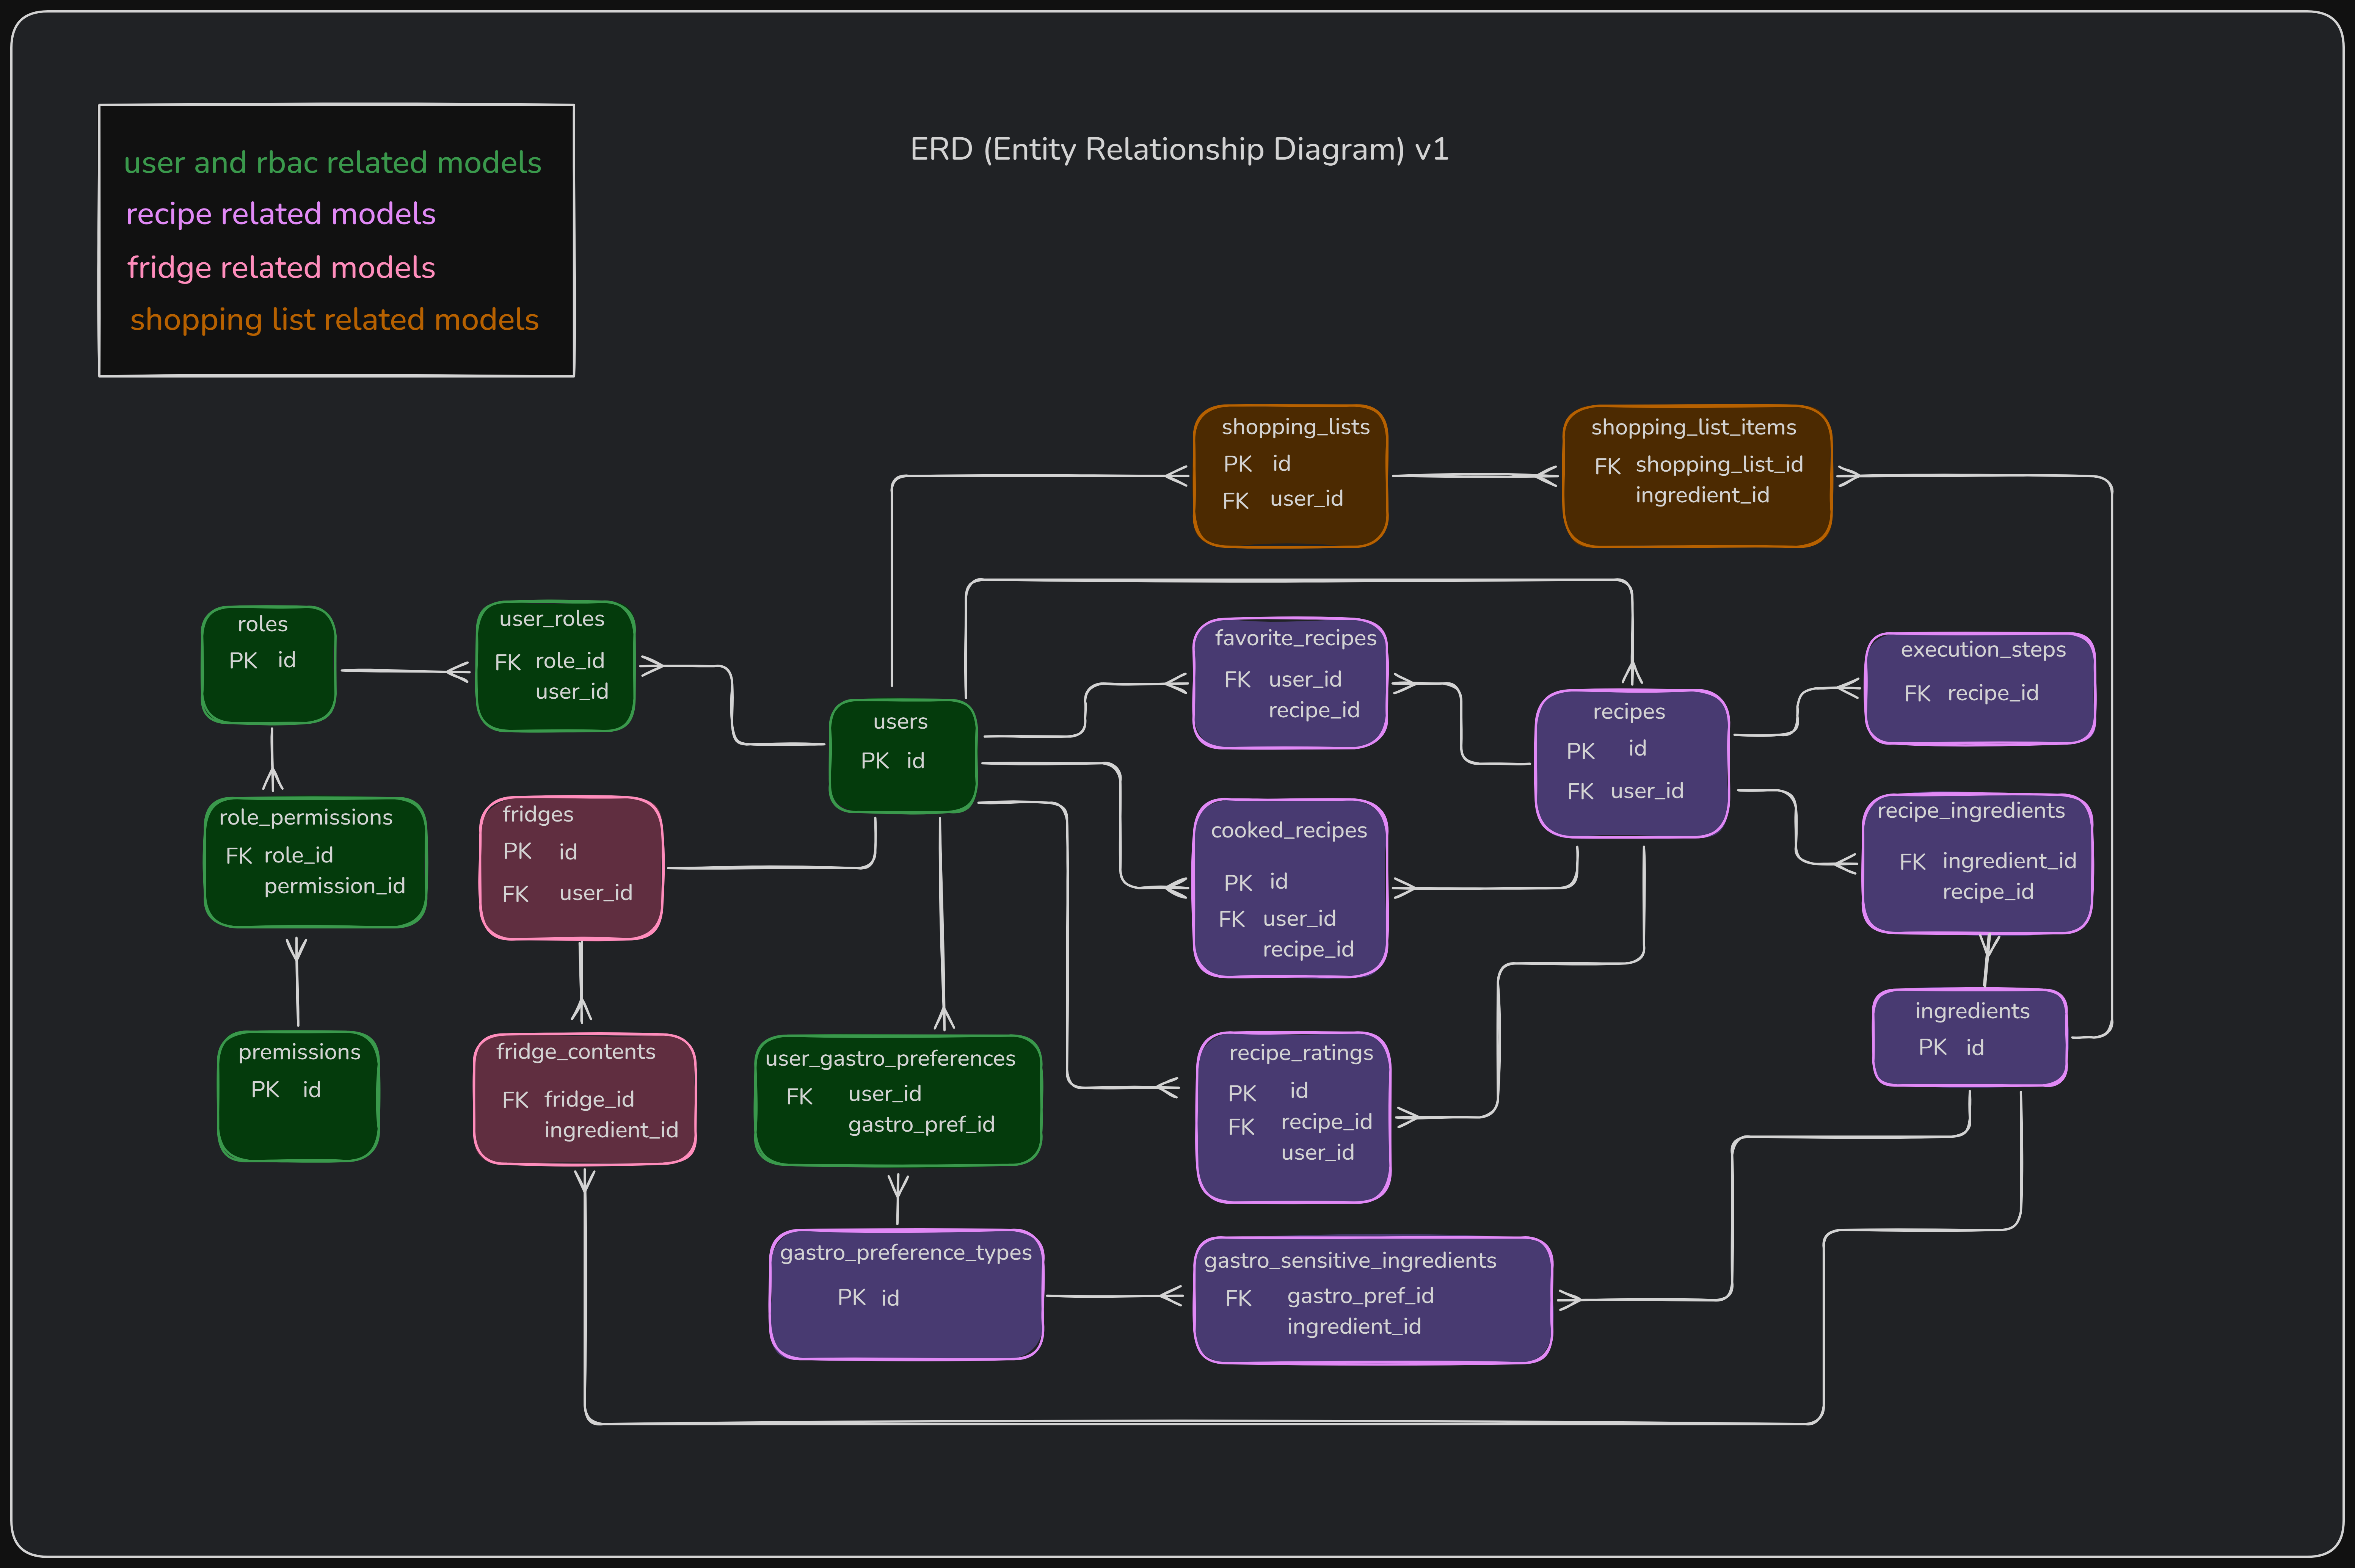 ERD (Entity Relationship Diagram) v1
user and rbac related models
recipe related models
fridge related models
shopping list related models
shopping_lists
PK id
FK user_id
shopping_list_items
FK shopping_list_id
ingredient_id
roles
PK id
user_roles
FK role_id
user_id
users
PK id
favorite_recipes
FK user_id
recipe_id
recipes
PK id
FK user_id
execution_steps
FK recipe_id
role_permissions
FK role_id
permission_id
fridges
PK id
FK user_id
cooked_recipes
PK id
FK user_id
recipe_id
recipe_ingredients
FK ingredient_id
recipe_id
premissions
PK id
fridge_contents
FK fridge_id
ingredient_id
user_gastro_preferences
FK user_id
gastro_pref_id
recipe_ratings
PK id
FK recipe_id
user_id
ingredients
PK id
gastro_preference_types
PK id
gastro_sensitive_ingredients
FK gastro_pref_id
ingredient_id